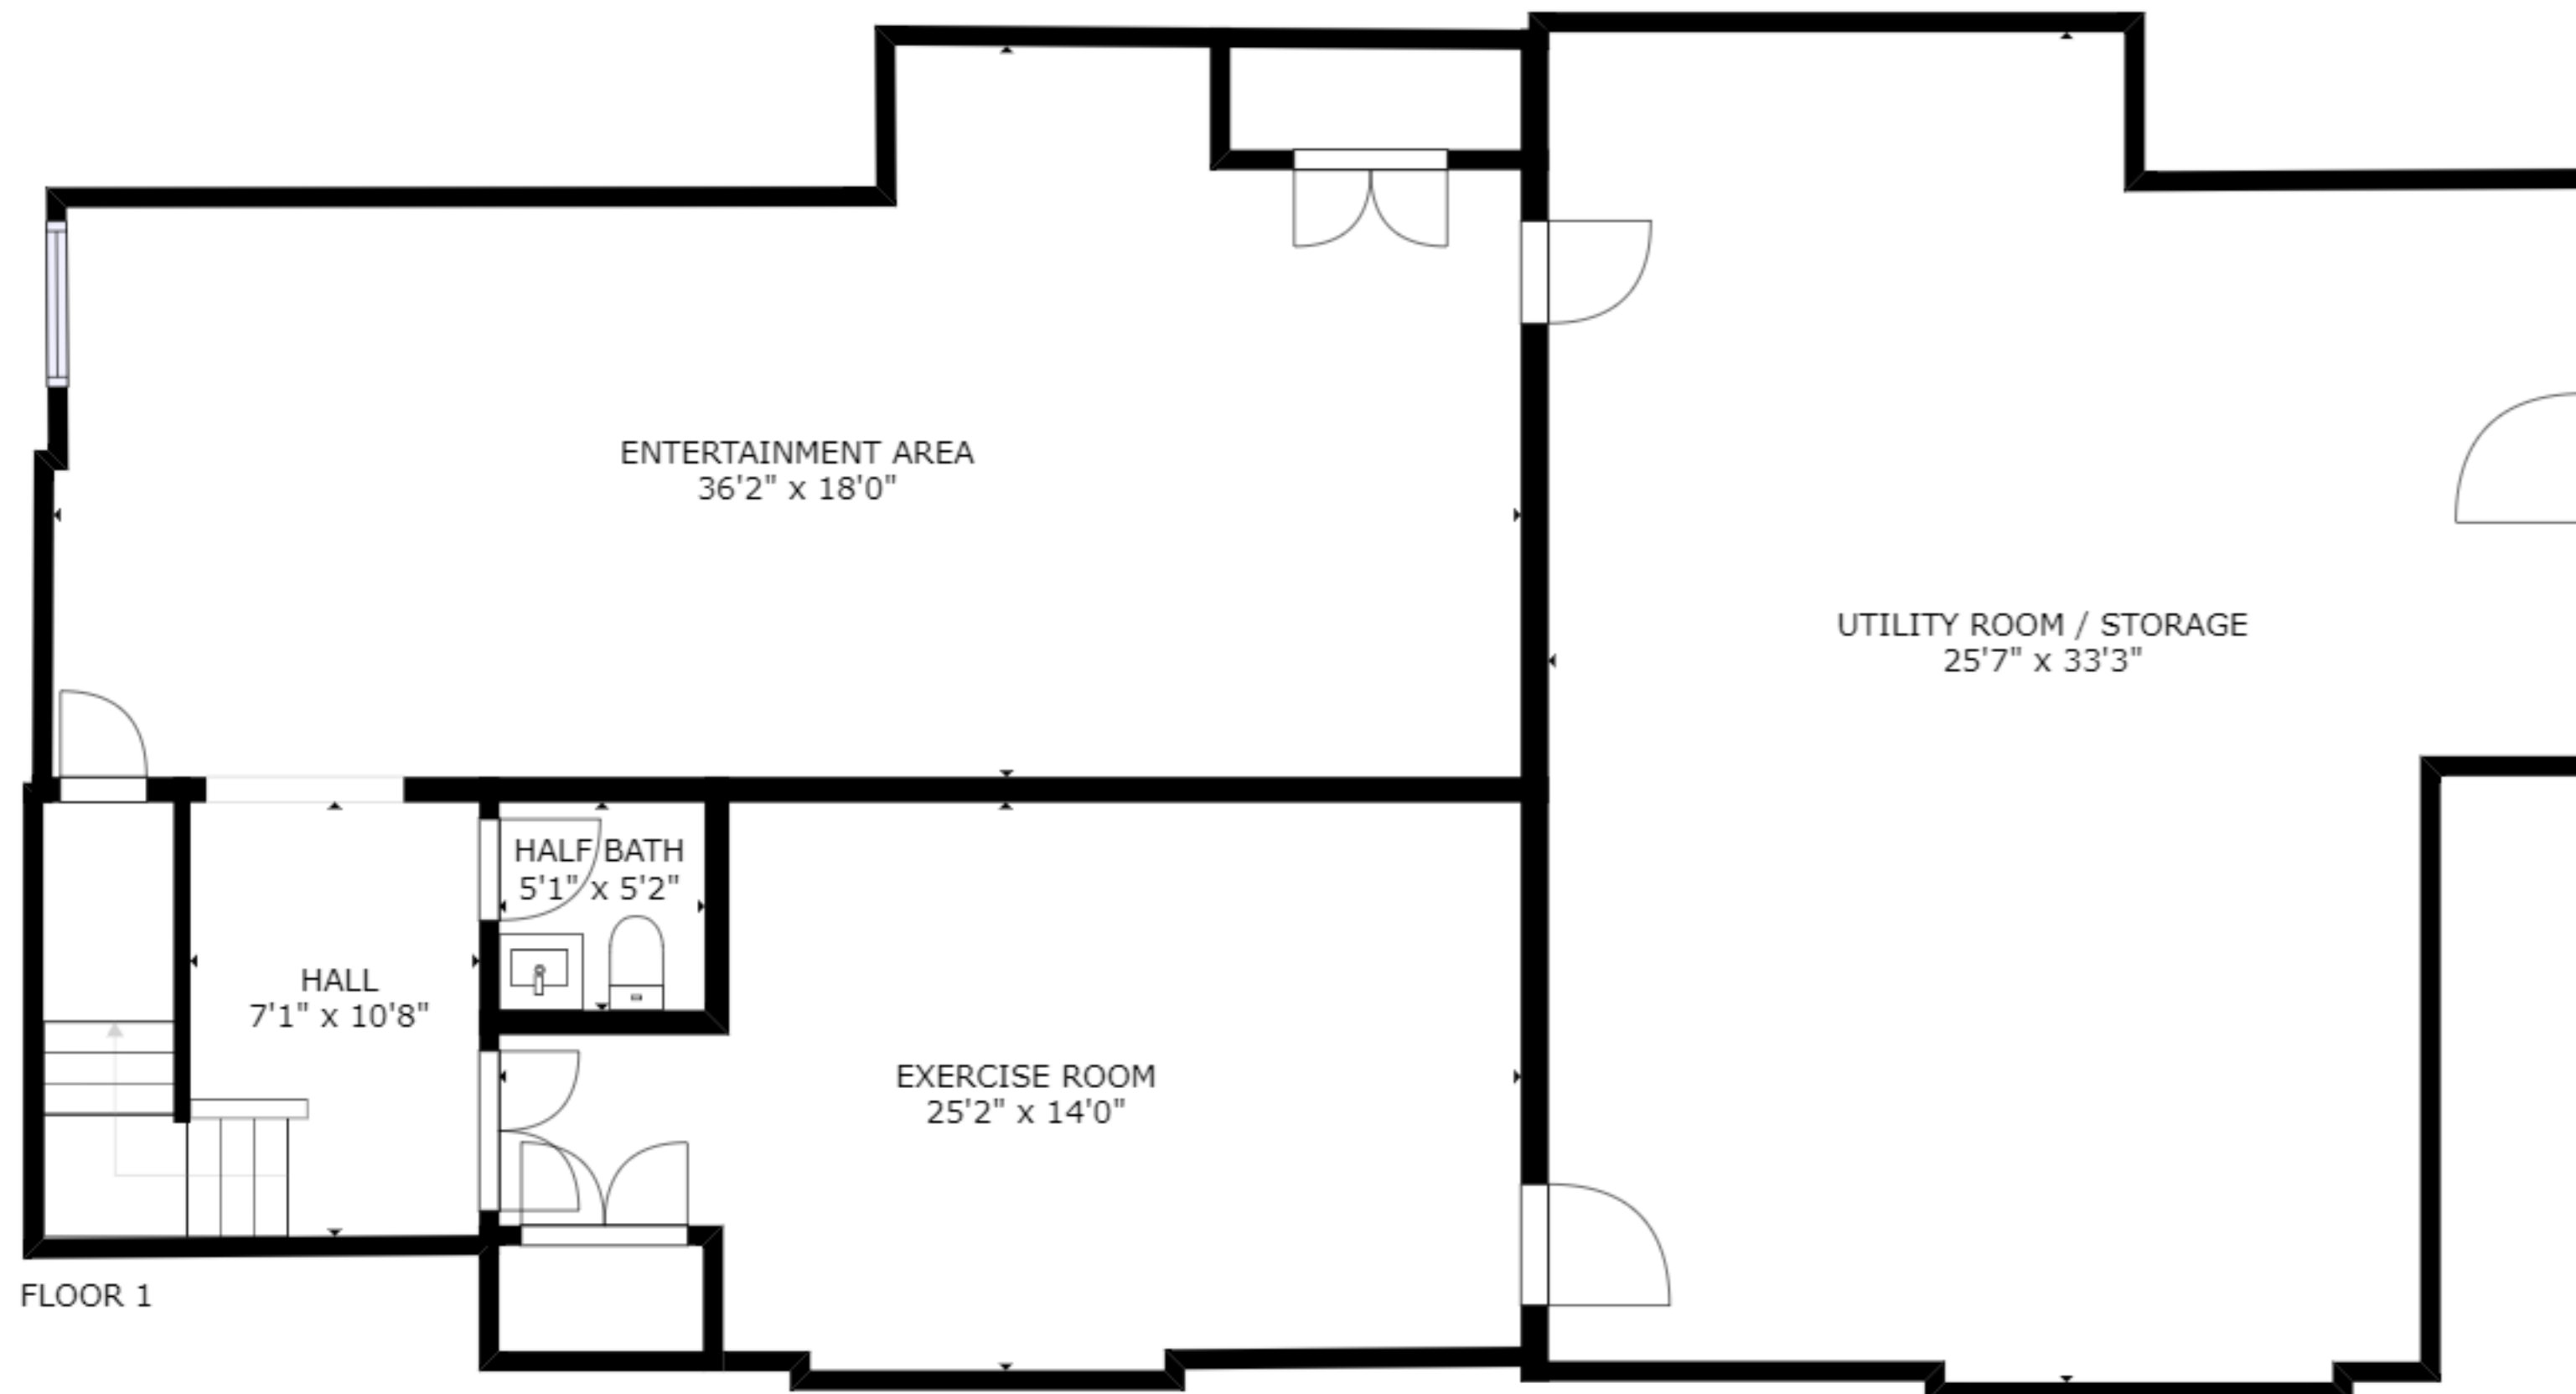 ENTERTAINMENT AREA
36'2" x 18'0"
UTILITY ROOM / STORAGE
25'7" x 33'3"
HALF BATH
5'1" x 5'2"
HALL
7'1" x 10'8"
EXERCISE ROOM
25'2" x 14'0"
FLOOR 1